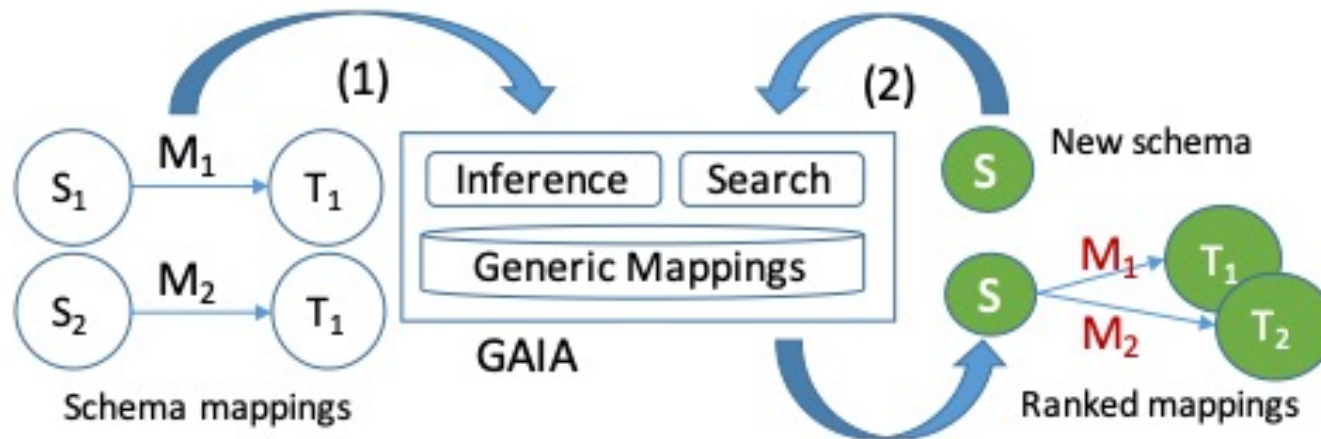 (1)
(2)
S₁ M₁ T₁
S₂ M₂ T₁
Schema mappings
Inference Search
Generic Mappings
GAIA
S New schema
S M₁ T₁
M₂ T₂
Ranked mappings